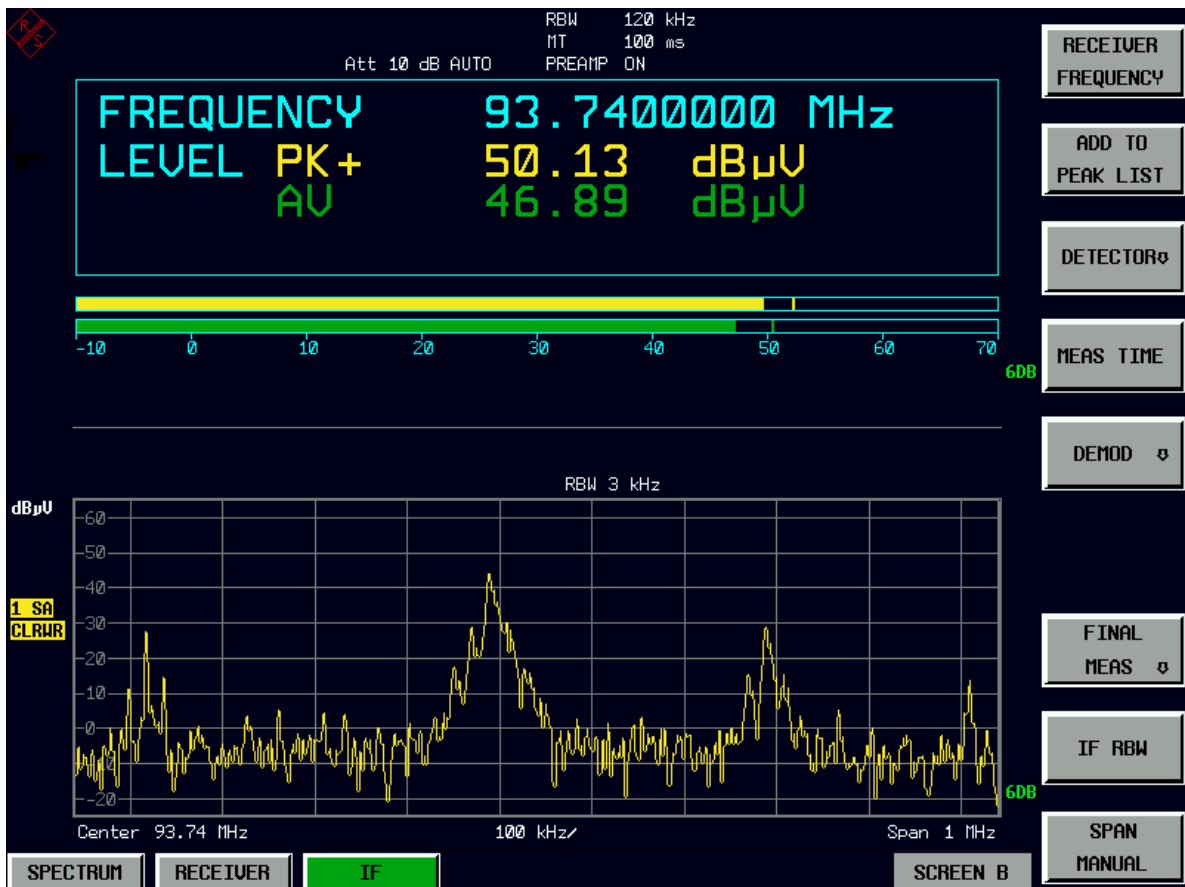 R S
RBW 120 kHz
MT 100 ms
Att 10 dB AUTO PREAMP ON
FREQUENCY 93.7400000 MHz
LEVEL PK+ 50.13 dBµV
AV 46.89 dBµV
-10 0 10 20 30 40 50 60 70
6DB
RBW 3 kHz
dBµV
60
50
40
1 SA
CLRWR
30
20
10
0
-20
6DB
Center 93.74 MHz 100 kHz/ Span 1 MHz
SPECTRUM RECEIVER IF SCREEN B
RECEIVER
FREQUENCY
ADD TO
PEAK LIST
DETECTOR
MEAS TIME
DEMOD
FINAL
MEAS
IF RBW
SPAN
MANUAL